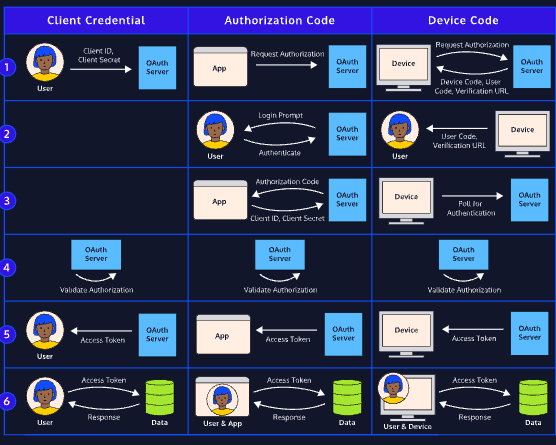 Client Credential
Authorization Code
Device Code
1
Client ID,
Client Secret
User
OAuth
Server
App
Request Authorization
OAuth
Server
Device
Request Authorization
Device Code, User
Code, Verification URL
OAuth
Server
2
User
Login Prompt
Authenticate
OAuth
Server
User
User Code,
Verification URL
Device
3
App
Authorization Code
Client ID, Client Secret
OAuth
Server
Device
Poll for
Authentication
OAuth
Server
4
OAuth
Server
Validate Authorization
OAuth
Server
Validate Authorization
OAuth
Server
Validate Authorization
5
User
Access Token
OAuth
Server
App
Access Token
OAuth
Server
Device
Access Token
OAuth
Server
6
User
Access Token
Response
Data
User & App
Access Token
Response
Data
User & Device
Access Token
Response
Data